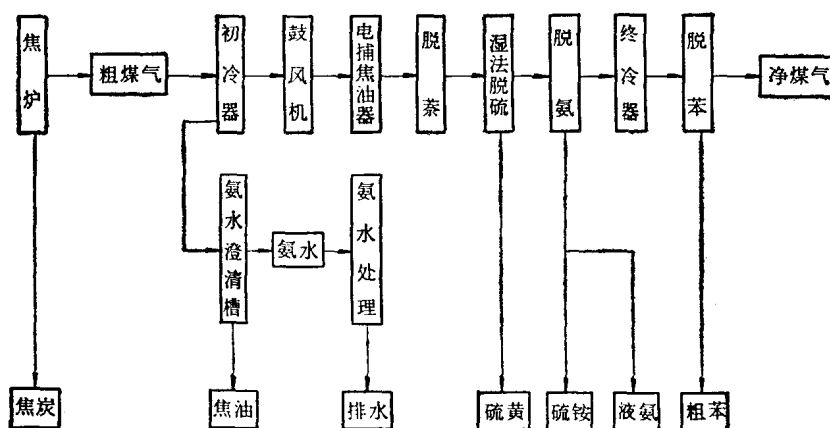 焦炉
粗煤气
初冷器
鼓风机
电捕焦油器
脱萘
湿法脱硫
脱氨
终冷器
脱苯
净煤气
氨水澄清槽
氨水
氨水处理
焦炭
焦油
排水
硫黄
硫铵
液氨
粗苯